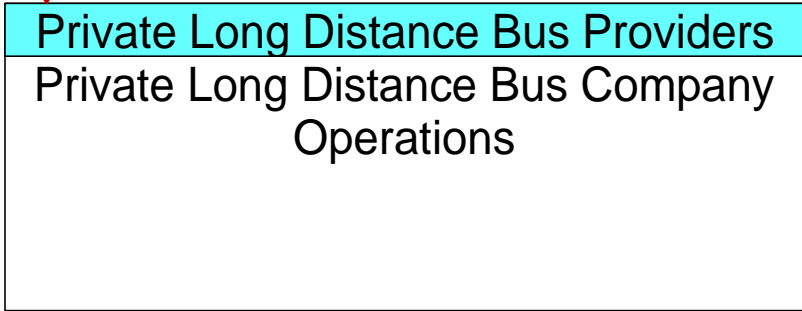 Private Long Distance Bus Providers
Private Long Distance Bus Company
Operations